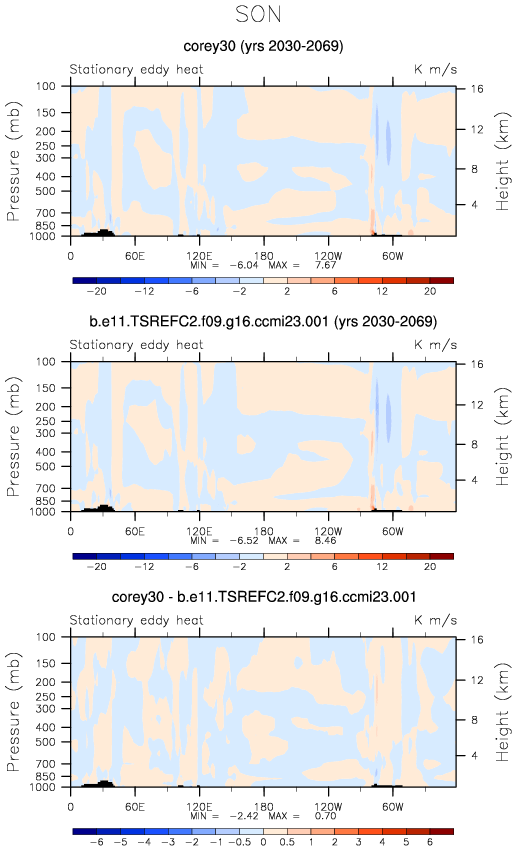 SON
corey30 (yrs 2030-2069)
Stationary eddy heat K m/s
Pressure (mb)
100
150
200
250
300
400
500
700
850
1000
16
12
8
4
Height (km)
0 60E 120E 180 120W 60W
MIN = -6.04 MAX = 7.67
-20 -12 -6 -2 2 6 12 20
b.e11.TSREFC2.f09.g16.ccmi23.001 (yrs 2030-2069)
Stationary eddy heat K m/s
Pressure (mb)
100
150
200
250
300
400
500
700
850
1000
16
12
8
4
Height (km)
0 60E 120E 180 120W 60W
MIN = -6.52 MAX = 8.46
-20 -12 -6 -2 2 6 12 20
corey30 - b.e11.TSREFC2.f09.g16.ccmi23.001
Stationary eddy heat K m/s
Pressure (mb)
100
150
200
250
300
400
500
700
850
1000
16
12
8
4
Height (km)
0 60E 120E 180 120W 60W
MIN = -2.42 MAX = 0.70
-6 -5 -4 -3 -2 -1 -0.5 0 0.5 1 2 3 4 5 6